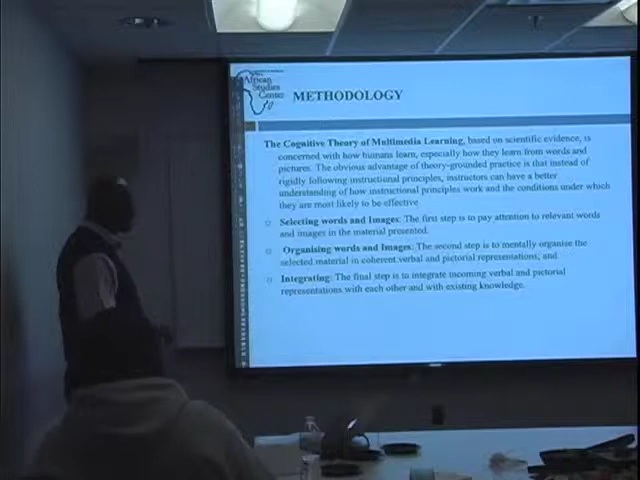 African
Studies
Center
METHODOLOGY
The Cognitive Theory of Multimedia Learning, based on scientific evidence, is
concerned with how humans learn, especially how they learn from words and
pictures. The obvious advantage of theory-grounded practice is that instead of
rigidly following instructional principles, instructors can have a better
understanding of how instructional principles work and the conditions under which
they are most likely to be effective
Selecting words and Images: The first step is to pay attention to relevant words
and images in the material presented.
Organising words and Images: The second step is to mentally organise the
selected material in coherent verbal and pictorial representations; and
Integrating: The final step is to integrate incoming verbal and pictorial
representations with each other and with existing knowledge.